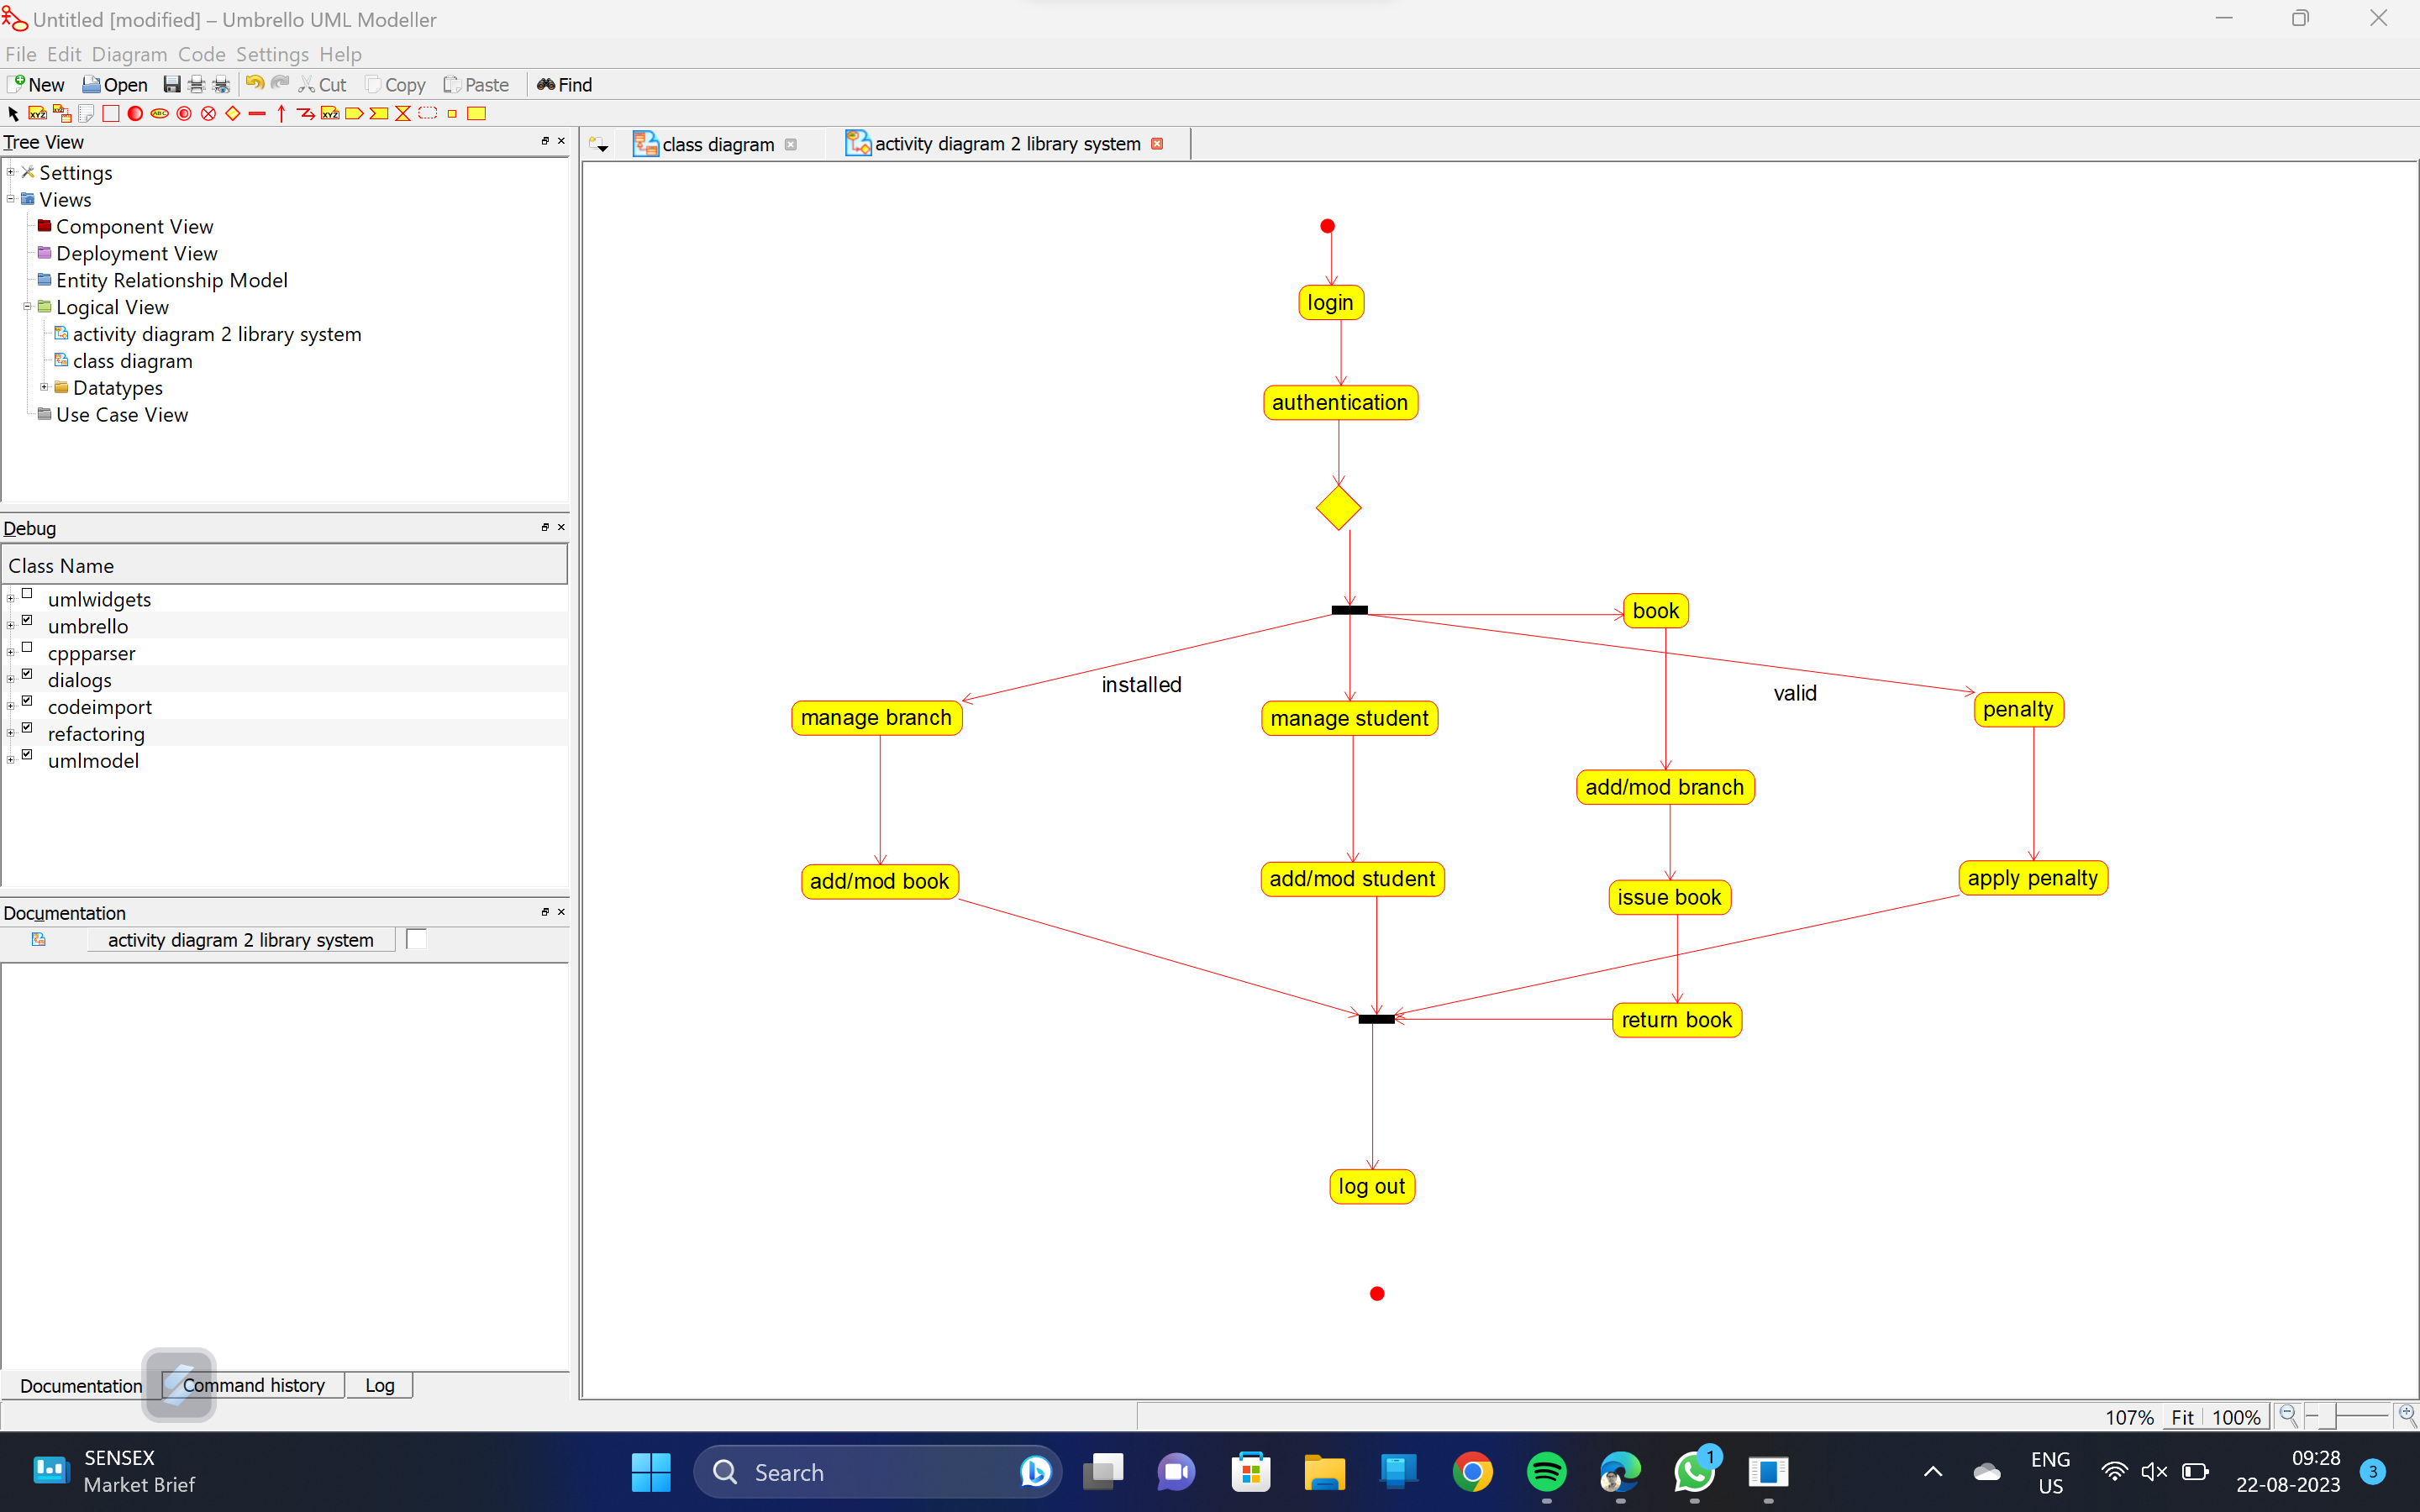 Untitled [modified] – Umbrello UML Modeller
File Edit Diagram Code Settings Help
New Open Cut Copy Paste Find
Tree View
class diagram
activity diagram 2 library system
Settings
Views
Component View
Deployment View
Entity Relationship Model
Logical View
activity diagram 2 library system
class diagram
Datatypes
Use Case View
Debug
Class Name
umlwidgets
umbrello
cppparser
dialogs
codeimport
refactoring
umlmodel
Documentation
activity diagram 2 library system
Documentation
Command history
Log
login
authentication
book
installed
valid
manage branch
manage student
penalty
add/mod branch
add/mod book
add/mod student
issue book
apply penalty
return book
log out
107% Fit 100%
SENSEX
Market Brief
Search
1
ENG
US
09:28
22-08-2023
3